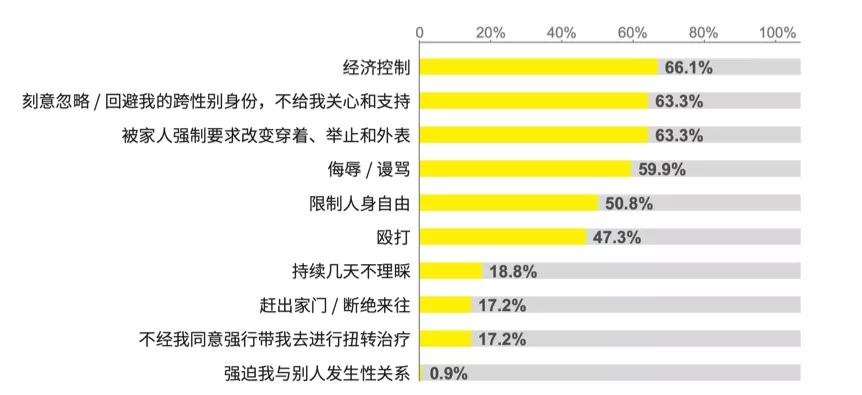 0 20% 40% 60% 80% 100%
经济控制 66.1%
刻意忽略 / 回避我的跨性别身份，不给我关心和支持 63.3%
被家人强制要求改变穿着、举止和外表 63.3%
侮辱 / 谩骂 59.9%
限制人身自由 50.8%
殴打 47.3%
持续几天不理睬 18.8%
赶出家门 / 断绝来往 17.2%
不经我同意强行带我去进行扭转治疗 17.2%
强迫我与别人发生性关系 0.9%